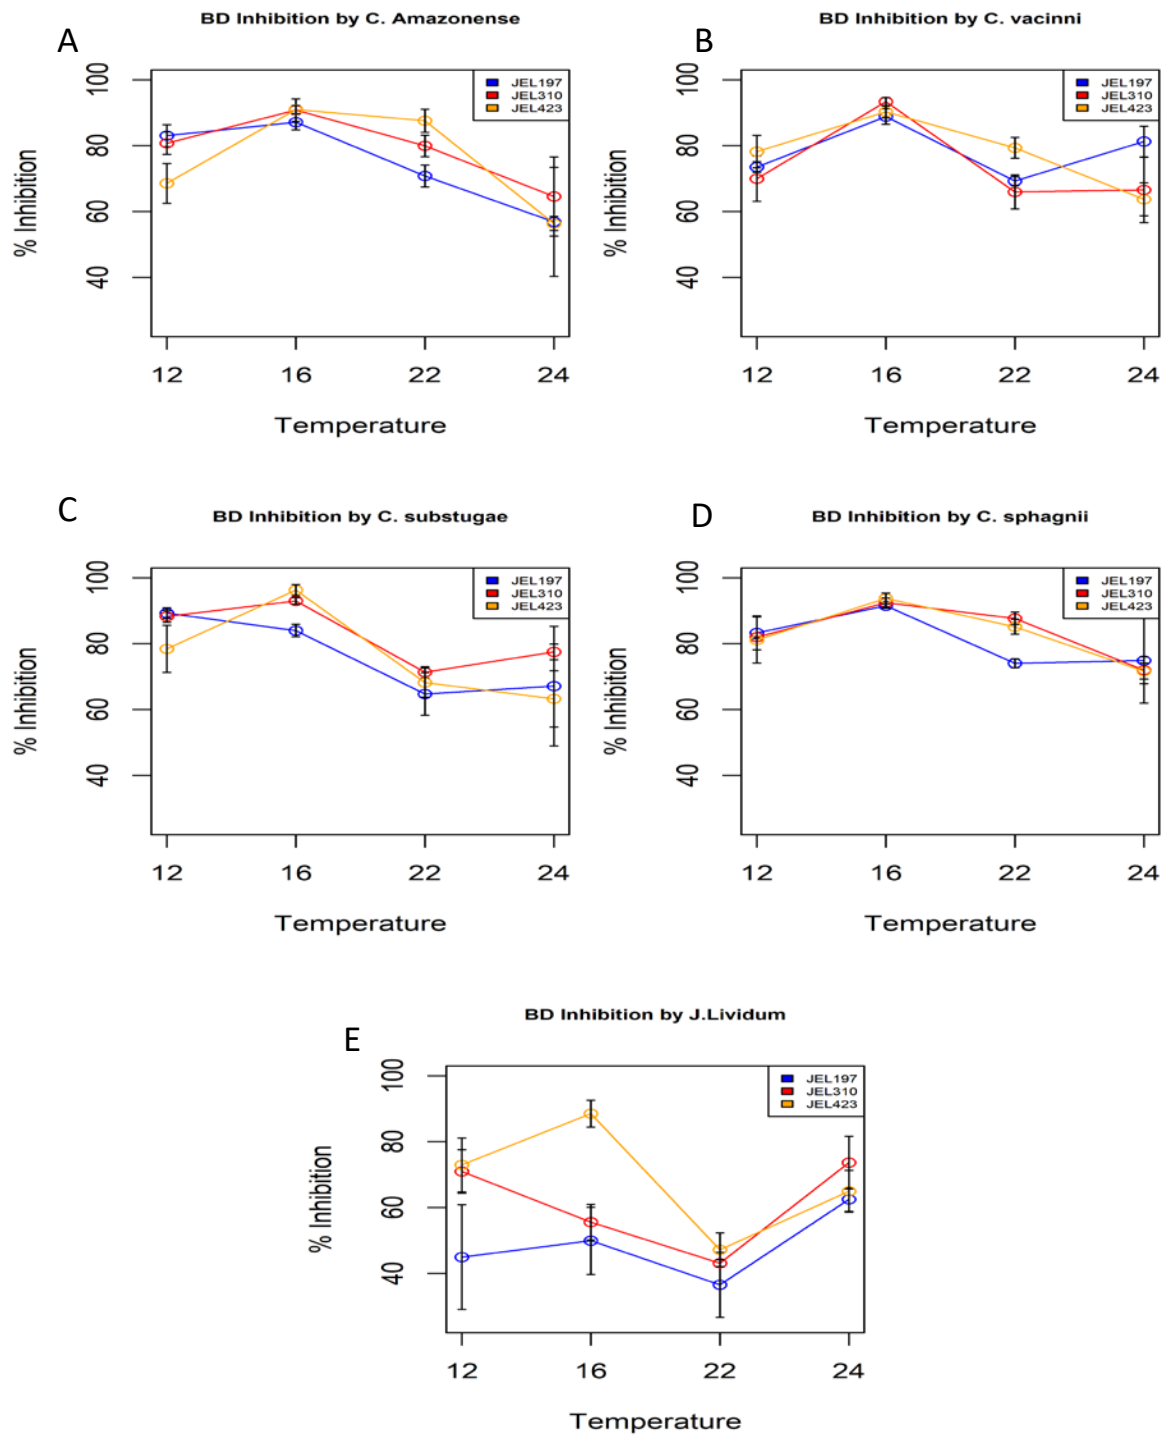 A
BD Inhibition by C. Amazonense
% Inhibition
100
80
60
40
JEL197
JEL310
JEL423
12 16 22 24
Temperature
B
BD Inhibition by C. vacinni
% Inhibition
100
80
60
40
JEL197
JEL310
JEL423
12 16 22 24
Temperature
C
BD Inhibition by C. substugae
% Inhibition
100
80
60
40
JEL197
JEL310
JEL423
12 16 22 24
Temperature
D
BD Inhibition by C. sphagnii
% Inhibition
100
80
60
40
JEL197
JEL310
JEL423
12 16 22 24
Temperature
E
BD Inhibition by J.Lividum
% Inhibition
100
80
60
40
JEL197
JEL310
JEL423
12 16 22 24
Temperature